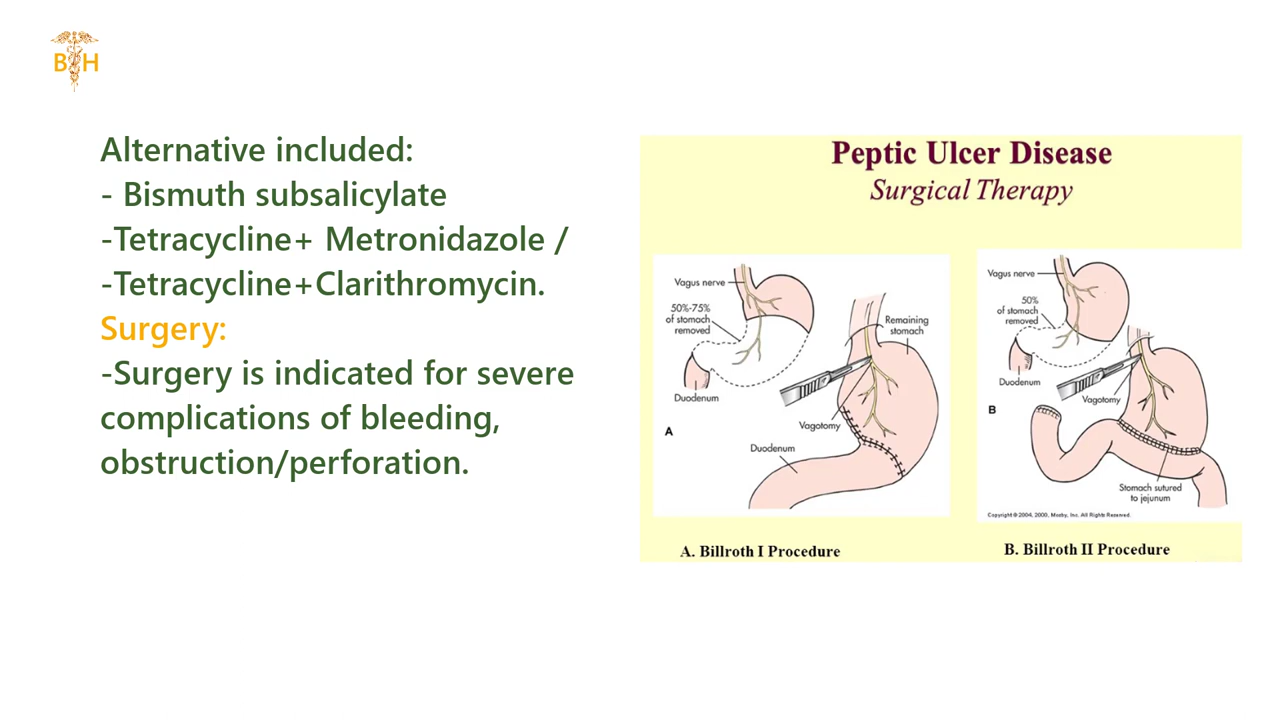 B H
Alternative included:
- Bismuth subsalicylate
-Tetracycline+ Metronidazole /
-Tetracycline+Clarithromycin.
Surgery:
-Surgery is indicated for severe
complications of bleeding,
obstruction/perforation.
Peptic Ulcer Disease
Surgical Therapy
Vagus nerve
50%-75%
of stomach
removed
Duodenum
Remaining
stomach
Vagotomy
A
Duodenum
Vagus nerve
50%
of stomach
removed
Duodenum
Vagotomy
B
Stomach sutured
to jejunum
Copyright © 2004, 2000, Mosby, Inc. All Rights Reserved.
A. Billroth I Procedure
B. Billroth II Procedure